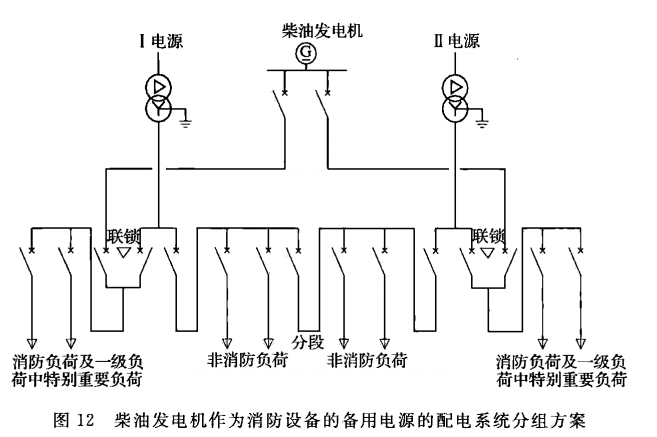 柴油发电机
Ⅰ电源
G
Ⅱ电源
联锁
联锁
分段
消防负荷及一级负
荷中特别重要负荷
非消防负荷
非消防负荷
消防负荷及一级负
荷中特别重要负荷
图 12 柴油发电机作为消防设备的备用电源的配电系统分组方案